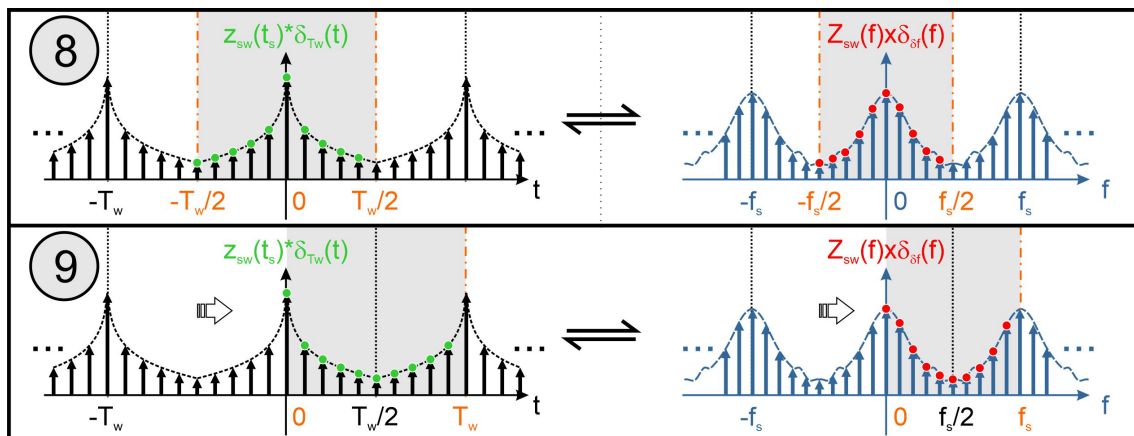 8
z_sw(t_s)*δ_Tw(t)
Z_sw(f)xδ_δf(f)
... ... ... ...
-T_w -T_w/2 0 T_w/2 t -f_s -f_s/2 0 f_s/2 f_s f
9
z_sw(t_s)*δ_Tw(t)
Z_sw(f)xδ_δf(f)
... ... ... ...
-T_w 0 T_w/2 T_w t -f_s 0 f_s/2 f_s f